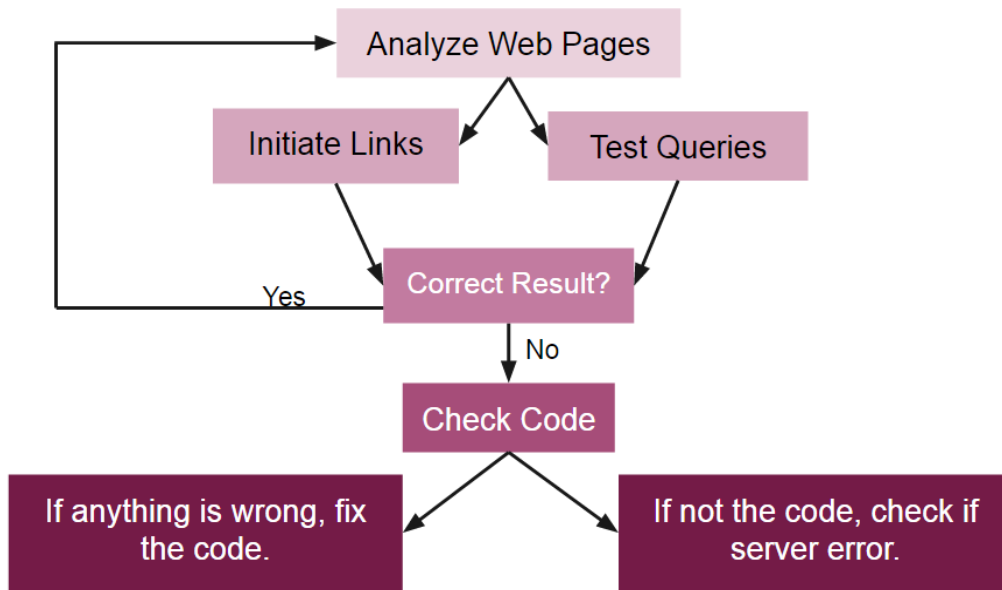 Analyze Web Pages
Initiate Links
Test Queries
Correct Result?
Yes
No
Check Code
If anything is wrong, fix
the code.
If not the code, check if
server error.